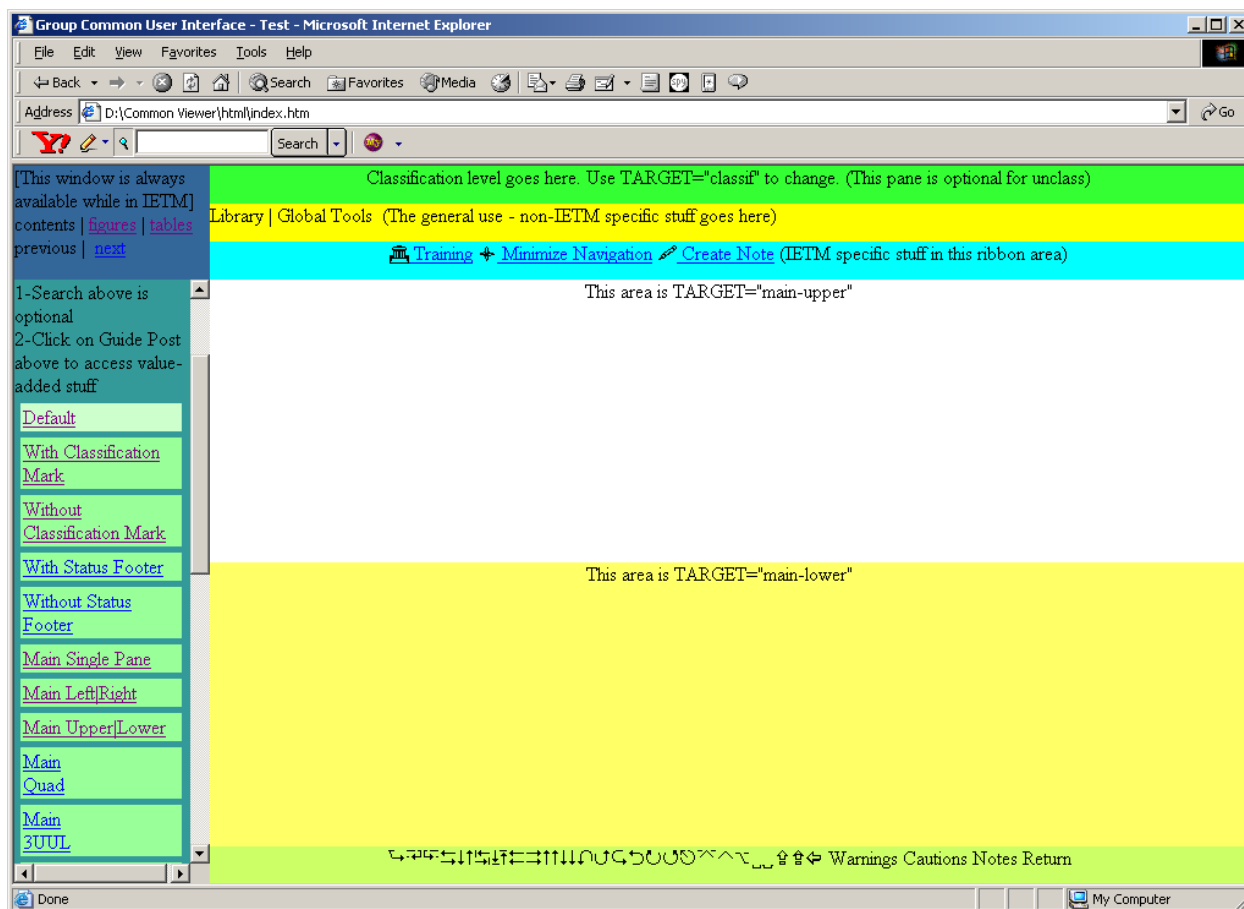 Group Common User Interface - Test - Microsoft Internet Explorer
File Edit View Favorites Tools Help
Back Search Favorites Media
Address D:\Common Viewer\html\index.htm Go
Y! Search
[This window is always
available while in IETM]
contents | figures | tables
previous | next
Classification level goes here. Use TARGET="classif" to change. (This pane is optional for unclass)
Library | Global Tools (The general use - non-IETM specific stuff goes here)
Training Minimize Navigation Create Note (IETM specific stuff in this ribbon area)
1-Search above is
optional
2-Click on Guide Post
above to access value-
added stuff
Default
With Classification
Mark
Without
Classification Mark
With Status Footer
Without Status
Footer
Main Single Pane
Main Left|Right
Main Upper|Lower
Main
Quad
Main
3UUL
This area is TARGET="main-upper"
This area is TARGET="main-lower"
Warnings Cautions Notes Return
Done My Computer